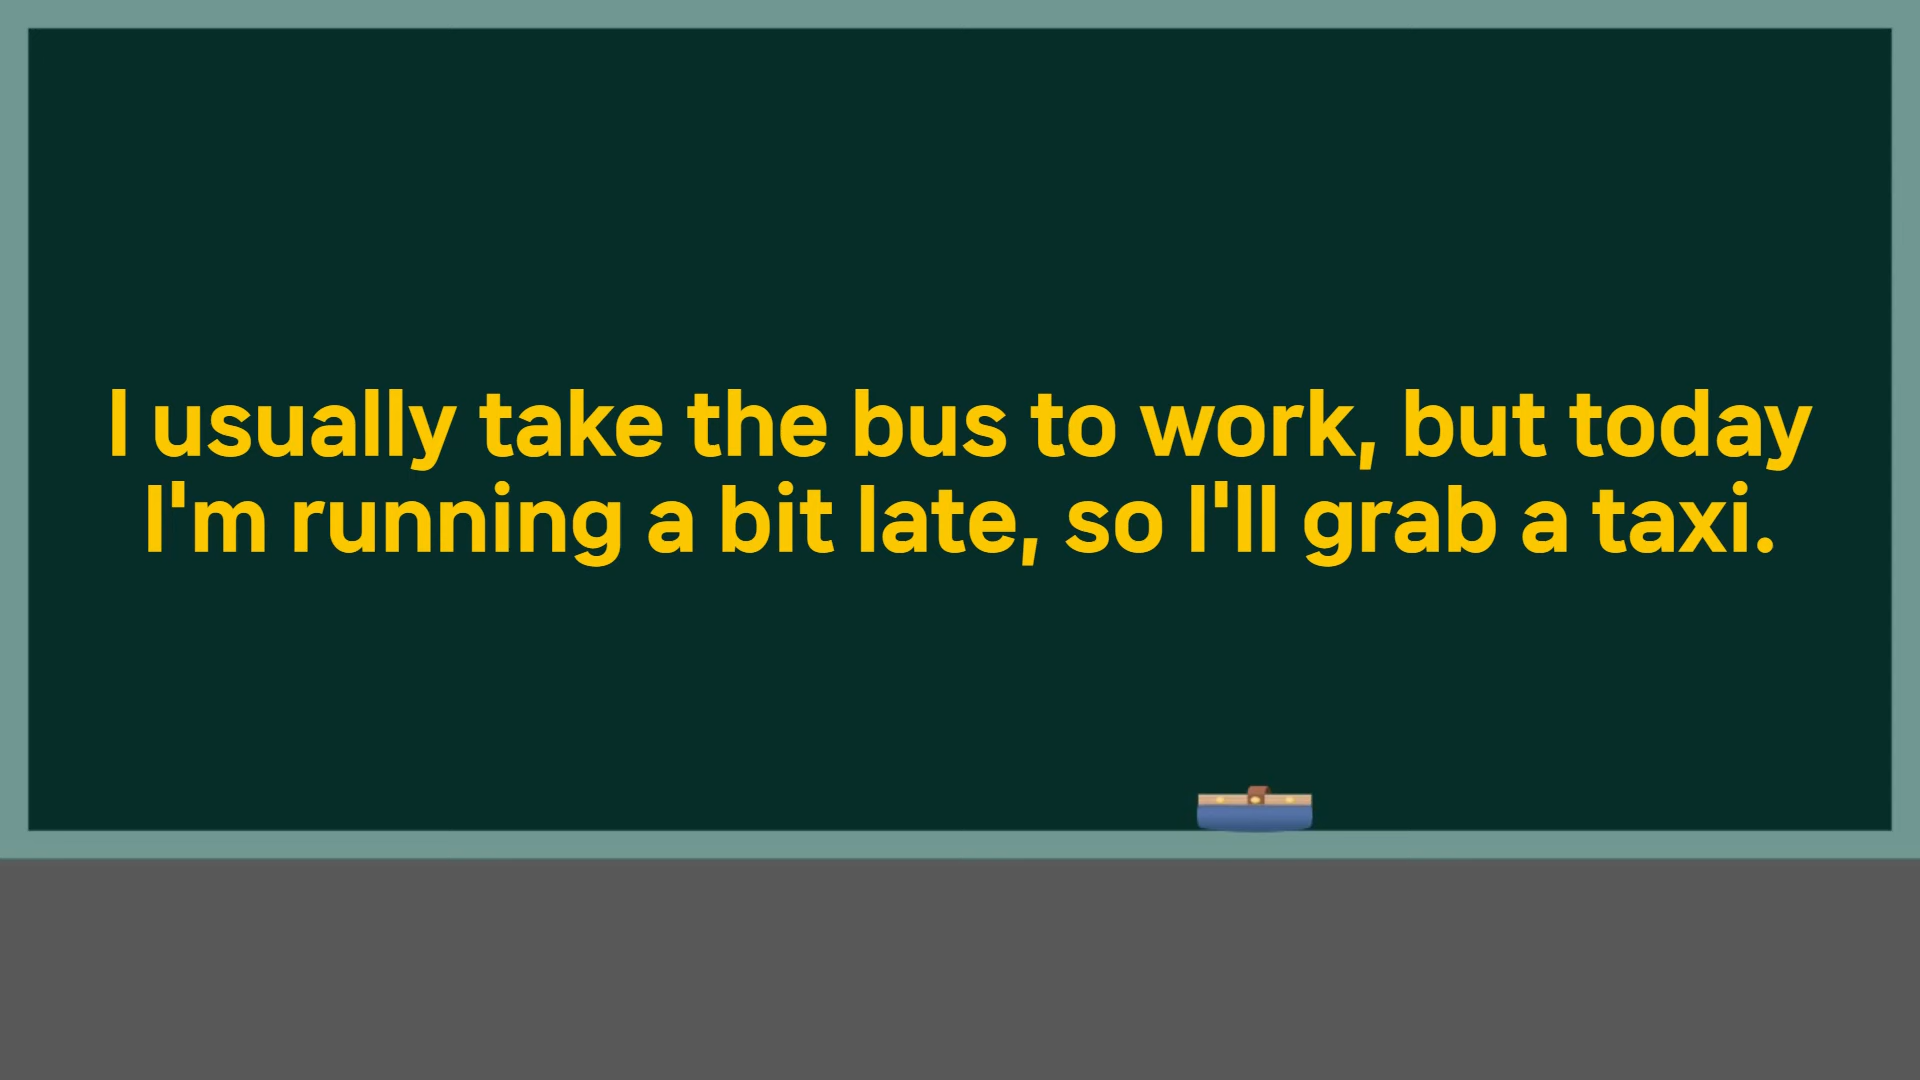 I usually take the bus to work, but today
I'm running a bit late, so I'll grab a taxi.